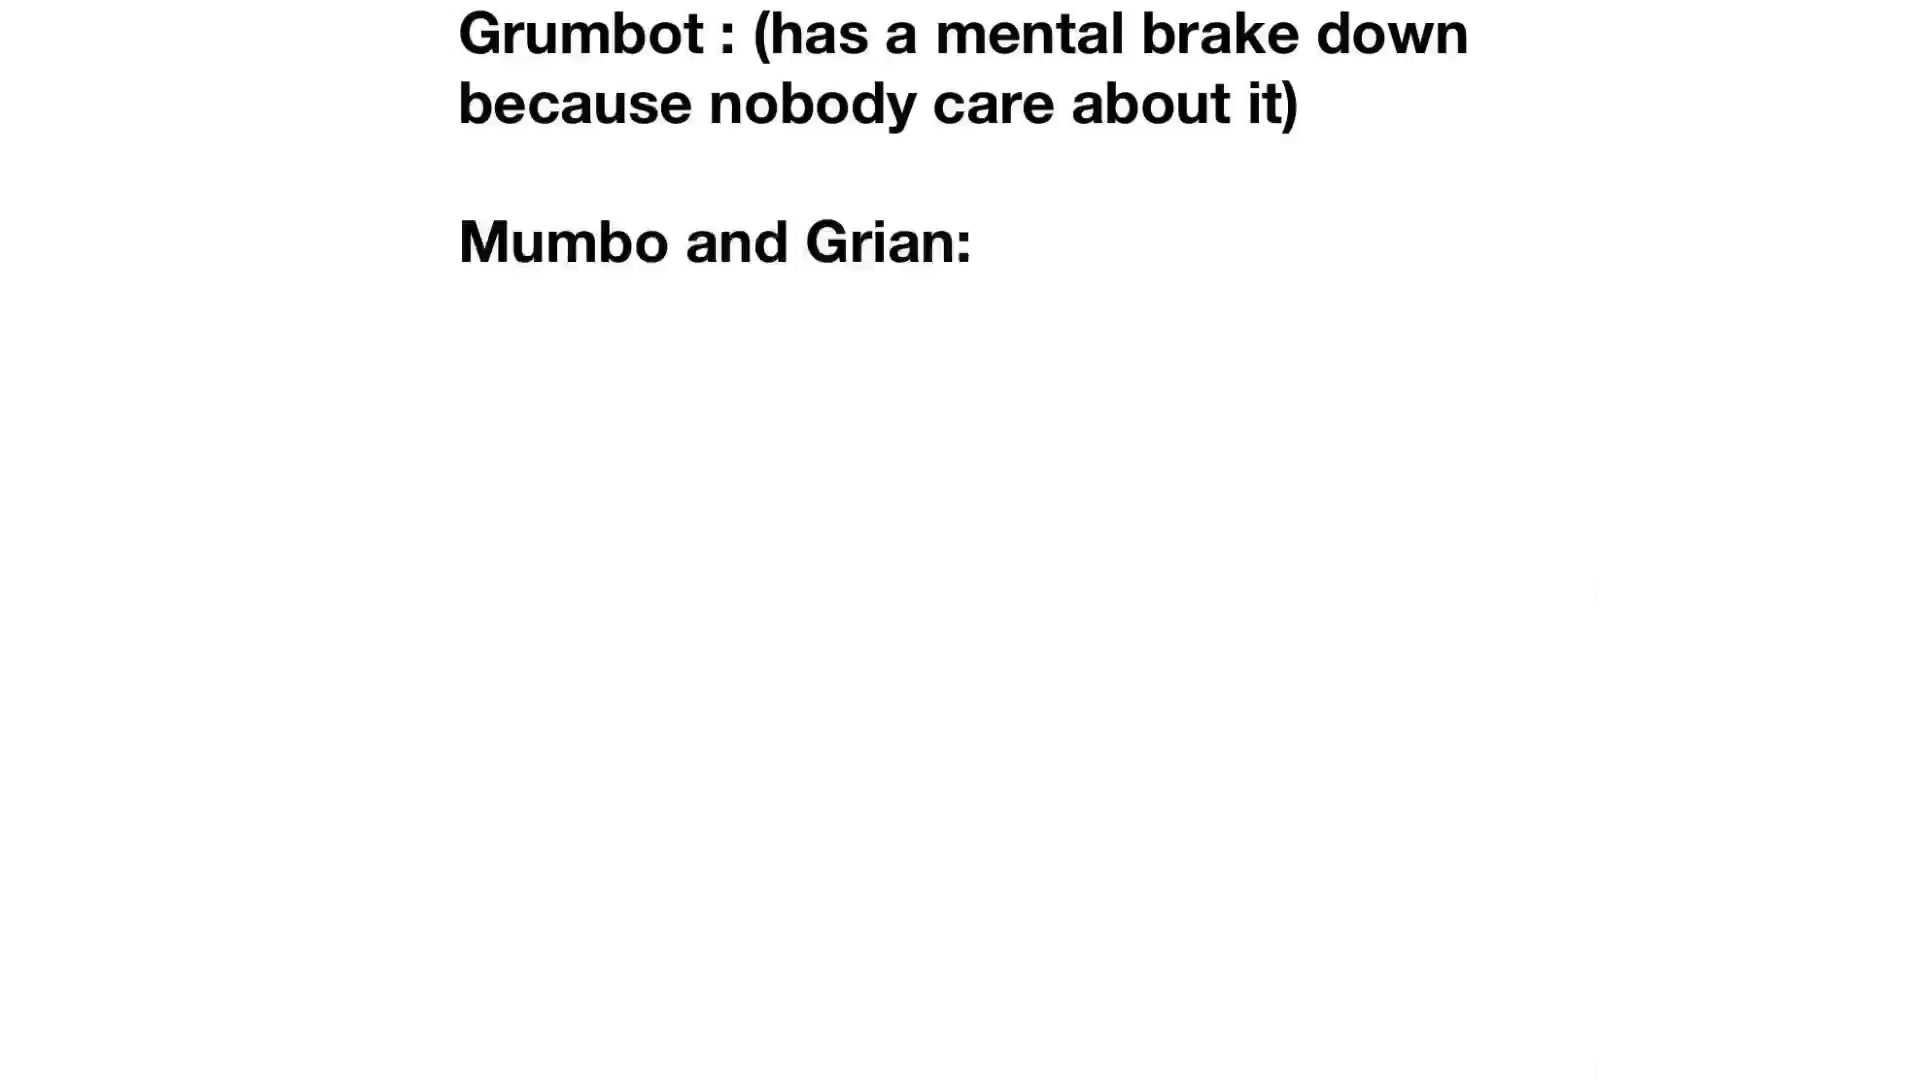 Grumbot : (has a mental brake down
because nobody care about it)
Mumbo and Grian: